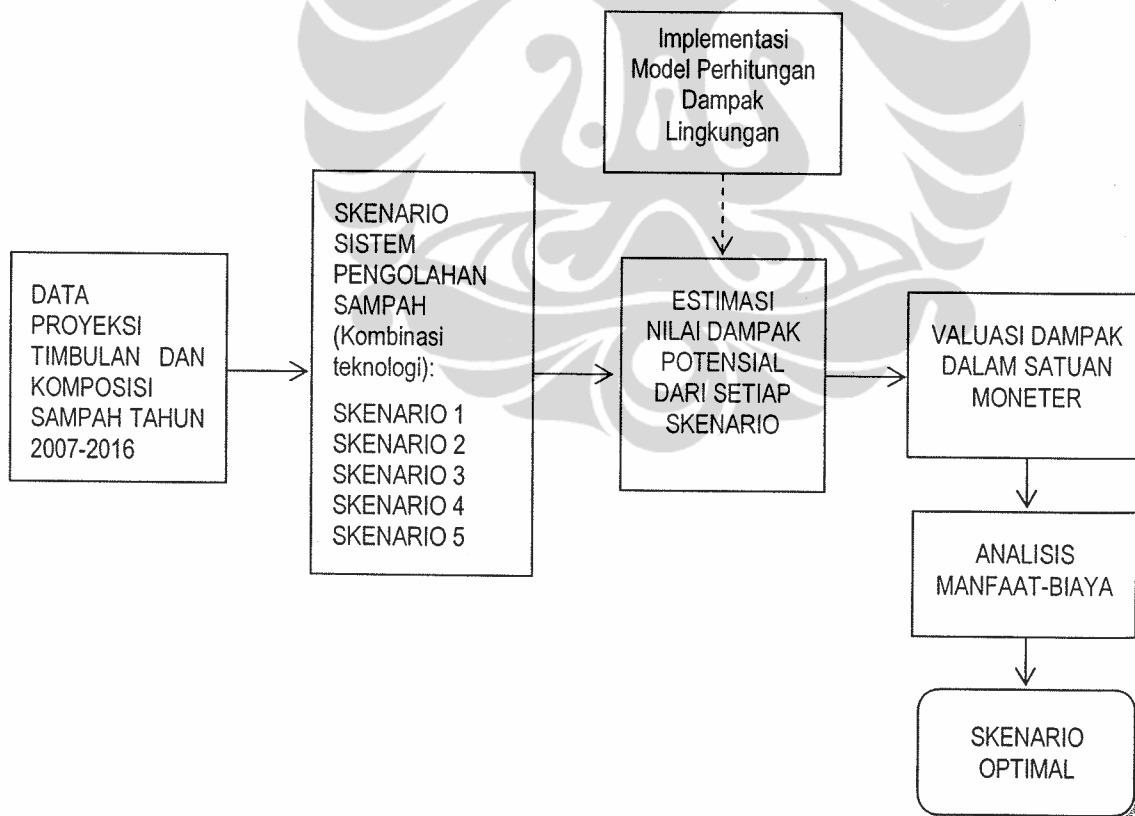 Implementasi
Model Perhitungan
Dampak
Lingkungan
DATA
PROYEKSI
TIMBULAN DAN
KOMPOSISI
SAMPAH TAHUN
2007-2016
SKENARIO
SISTEM
PENGOLAHAN
SAMPAH
(Kombinasi
teknologi):
SKENARIO 1
SKENARIO 2
SKENARIO 3
SKENARIO 4
SKENARIO 5
ESTIMASI
NILAI DAMPAK
POTENSIAL
DARI SETIAP
SKENARIO
VALUASI DAMPAK
DALAM SATUAN
MONETER
ANALISIS
MANFAAT-BIAYA
SKENARIO
OPTIMAL